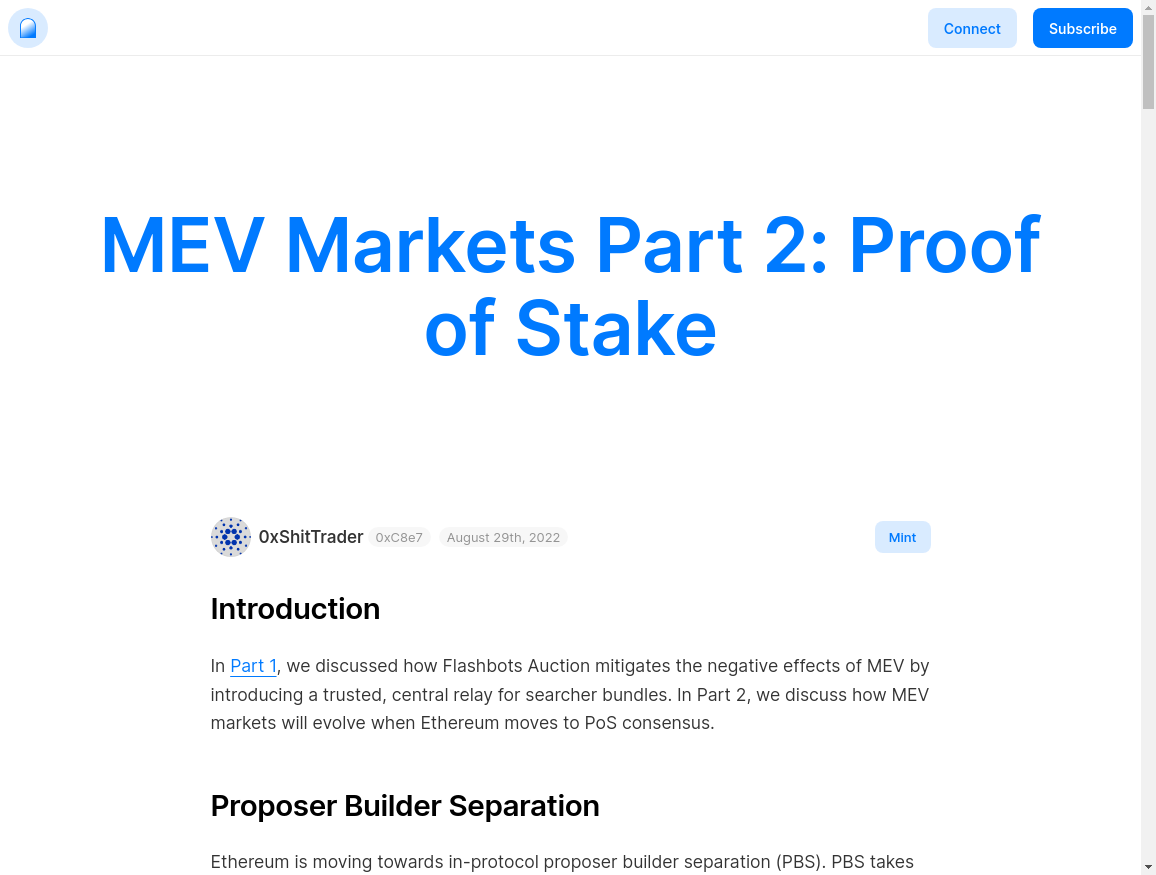 Connect
Subscribe
MEV Markets Part 2: Proof
of Stake
0xShitTrader
0xC8e7
August 29th, 2022
Mint
Introduction
In Part 1, we discussed how Flashbots Auction mitigates the negative effects of MEV by
introducing a trusted, central relay for searcher bundles. In Part 2, we discuss how MEV
markets will evolve when Ethereum moves to PoS consensus.
Proposer Builder Separation
Ethereum is moving towards in-protocol proposer builder separation (PBS). PBS takes